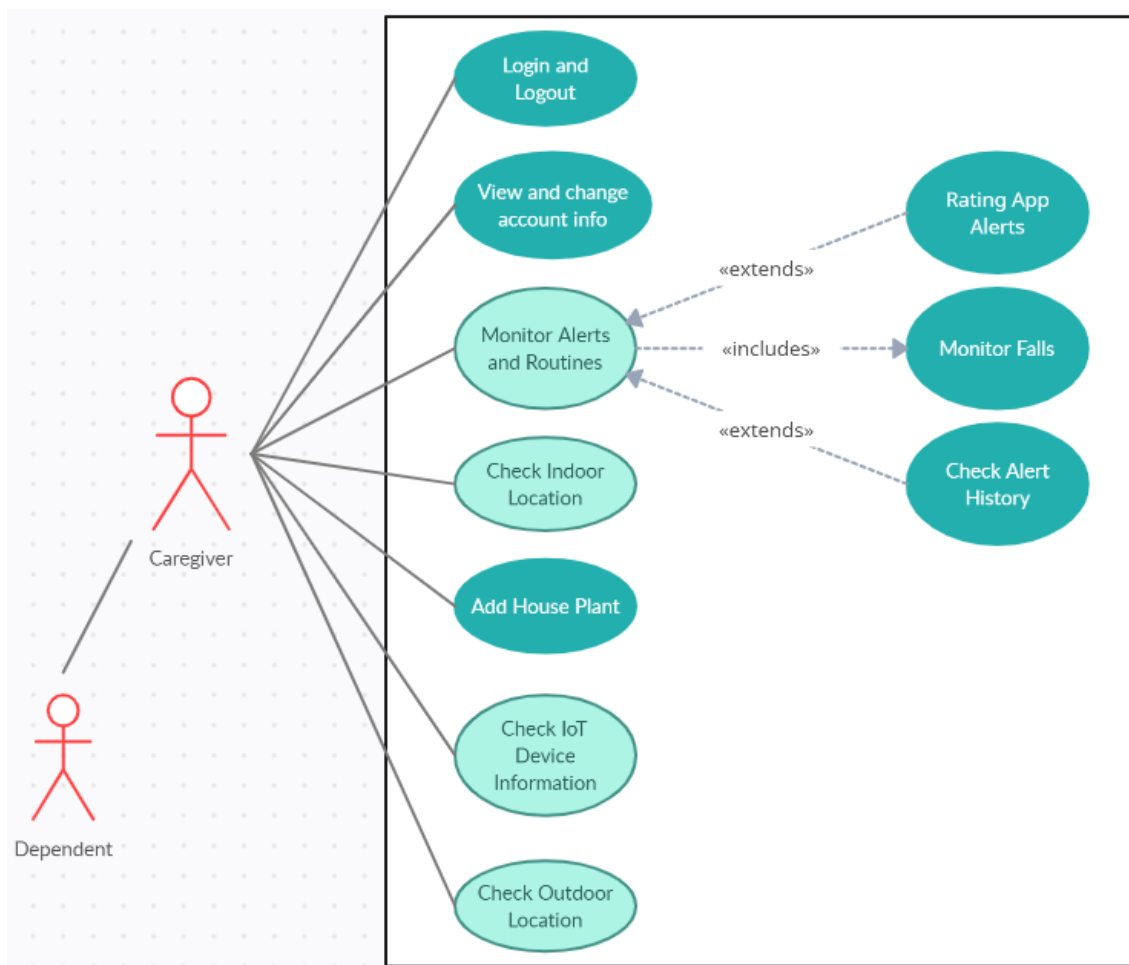 Login and
Logout
View and change
account info
Rating App
Alerts
«extends»
Monitor Alerts
and Routines
«includes»
Monitor Falls
«extends»
Check Indoor
Location
Check Alert
History
Caregiver
Add House Plant
Check IoT
Device
Information
Dependent
Check Outdoor
Location